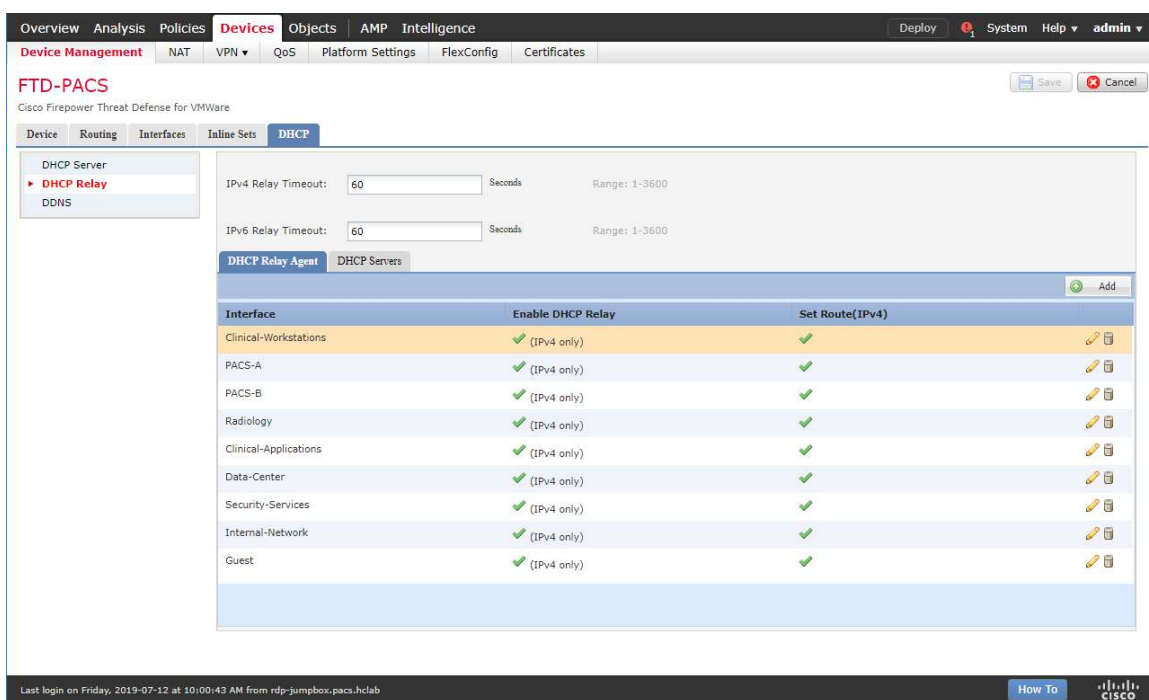 Overview Analysis Policies Devices Objects AMP Intelligence Deploy 1 System Help admin
Device Management NAT VPN QoS Platform Settings FlexConfig Certificates
FTD-PACS Save Cancel
Cisco Firepower Threat Defense for VMWare
Device Routing Interfaces Inline Sets DHCP
DHCP Server
DHCP Relay
DDNS
IPv4 Relay Timeout: 60 Seconds Range: 1-3600
IPv6 Relay Timeout: 60 Seconds Range: 1-3600
DHCP Relay Agent DHCP Servers
Add
Interface Enable DHCP Relay Set Route(IPv4)
Clinical-Workstations (IPv4 only)
PACS-A (IPv4 only)
PACS-B (IPv4 only)
Radiology (IPv4 only)
Clinical-Applications (IPv4 only)
Data-Center (IPv4 only)
Security-Services (IPv4 only)
Internal-Network (IPv4 only)
Guest (IPv4 only)
Last login on Friday, 2019-07-12 at 10:00:43 AM from rdp-jumpbox.pacs.hclab How To CISCO